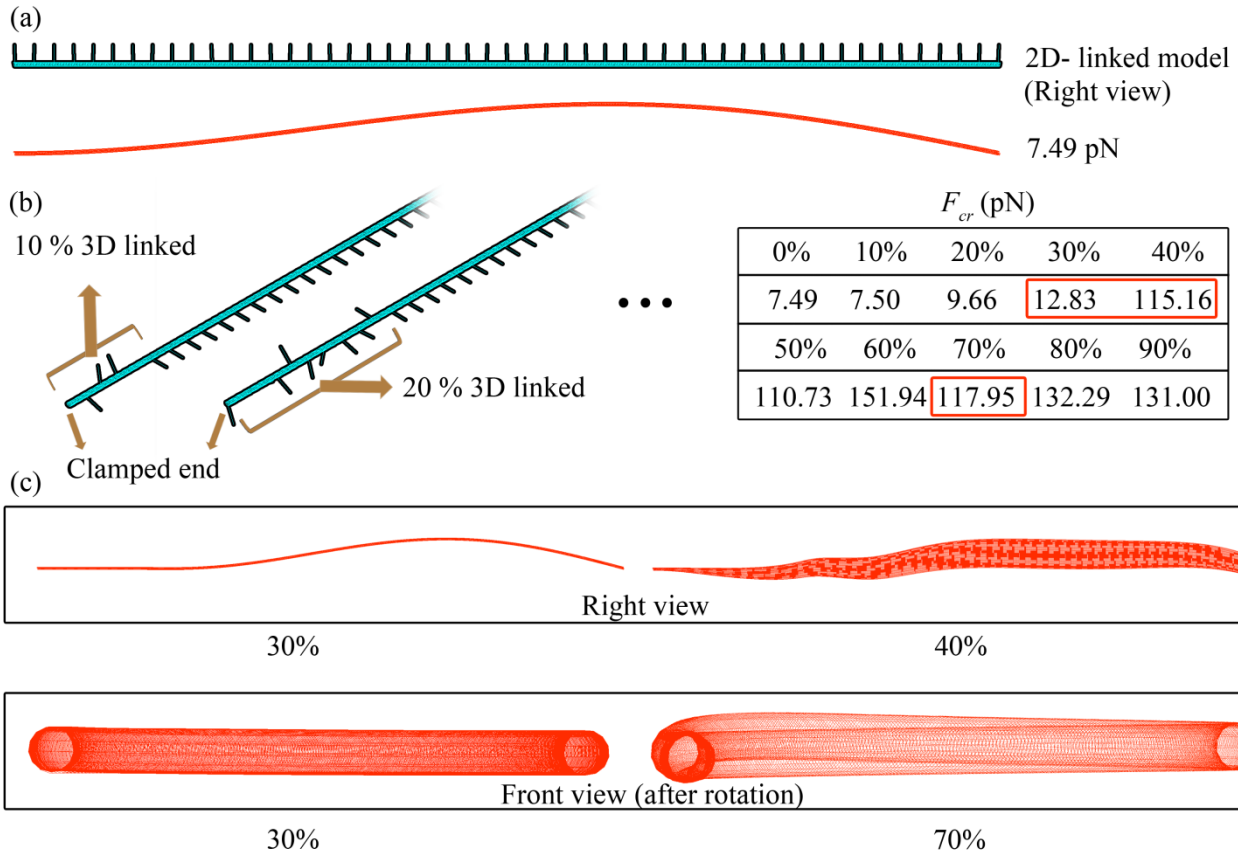 (a)
2D- linked model
(Right view)
7.49 pN
(b)
10 % 3D linked
20 % 3D linked
Clamped end
F_cr (pN)
0% 10% 20% 30% 40%
7.49 7.50 9.66 12.83 115.16
50% 60% 70% 80% 90%
110.73 151.94 117.95 132.29 131.00
(c)
Right view
30% 40%
Front view (after rotation)
30% 70%